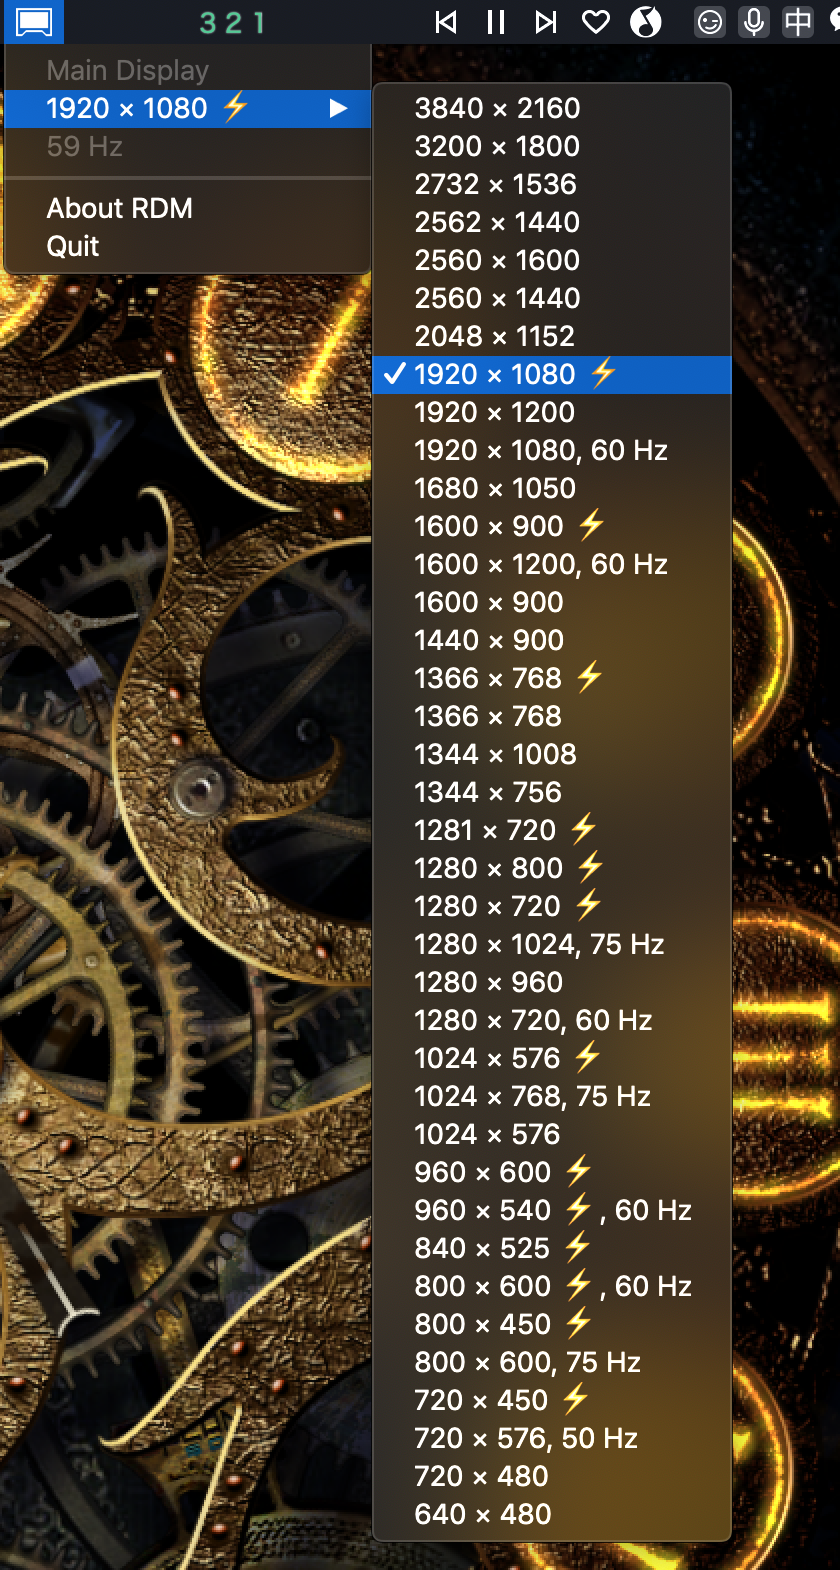 3 2 1
中
Main Display
1920 × 1080 ⚡
59 Hz
About RDM
Quit
3840 × 2160
3200 × 1800
2732 × 1536
2562 × 1440
2560 × 1600
2560 × 1440
2048 × 1152
✓ 1920 × 1080 ⚡
1920 × 1200
1920 × 1080, 60 Hz
1680 × 1050
1600 × 900 ⚡
1600 × 1200, 60 Hz
1600 × 900
1440 × 900
1366 × 768 ⚡
1366 × 768
1344 × 1008
1344 × 756
1281 × 720 ⚡
1280 × 800 ⚡
1280 × 720 ⚡
1280 × 1024, 75 Hz
1280 × 960
1280 × 720, 60 Hz
1024 × 576 ⚡
1024 × 768, 75 Hz
1024 × 576
960 × 600 ⚡
960 × 540 ⚡, 60 Hz
840 × 525 ⚡
800 × 600 ⚡, 60 Hz
800 × 450 ⚡
800 × 600, 75 Hz
720 × 450 ⚡
720 × 576, 50 Hz
720 × 480
640 × 480